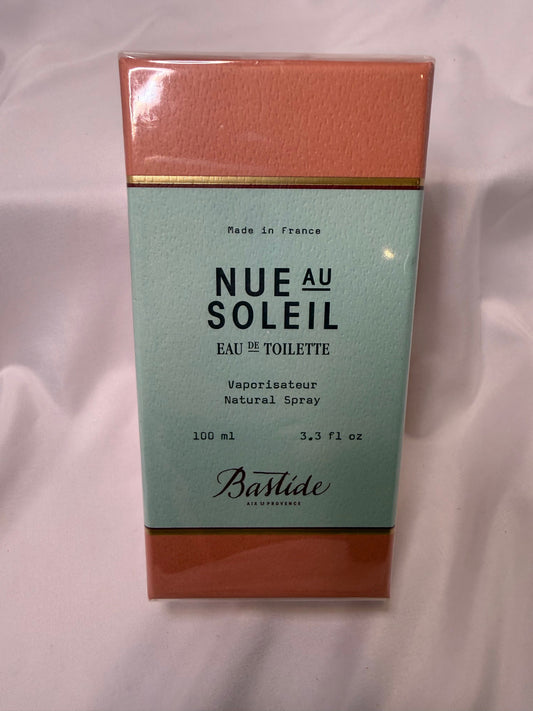 Made in France
NUE AU
SOLEIL
EAU DE TOILETTE
Vaporisateur
Natural Spray
100 ml 3.3 fl oz
Bastide
AIX EN PROVENCE